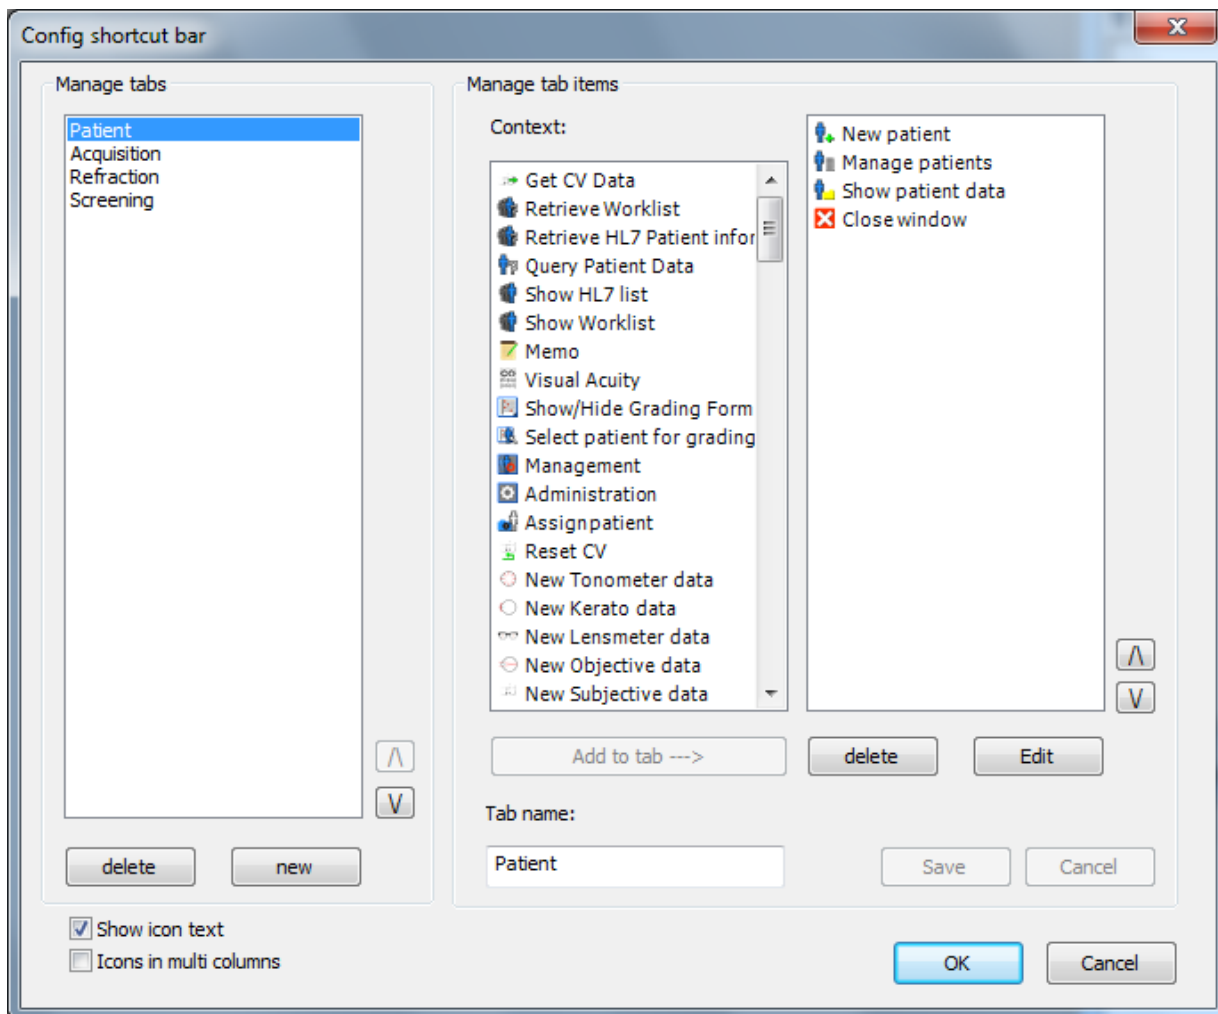 Config shortcut bar
Manage tabs
Patient
Acquisition
Refraction
Screening
/\
\/
delete
new
Manage tab items
Context:
Get CV Data
Retrieve Worklist
Retrieve HL7 Patient infor
Query Patient Data
Show HL7 list
Show Worklist
Memo
Visual Acuity
Show/Hide Grading Form
Select patient for grading
Management
Administration
Assign patient
Reset CV
New Tonometer data
New Kerato data
New Lensmeter data
New Objective data
New Subjective data
New patient
Manage patients
Show patient data
Close window
/\
\/
Add to tab --->
delete
Edit
Tab name:
Patient
Save
Cancel
Show icon text
Icons in multi columns
OK
Cancel